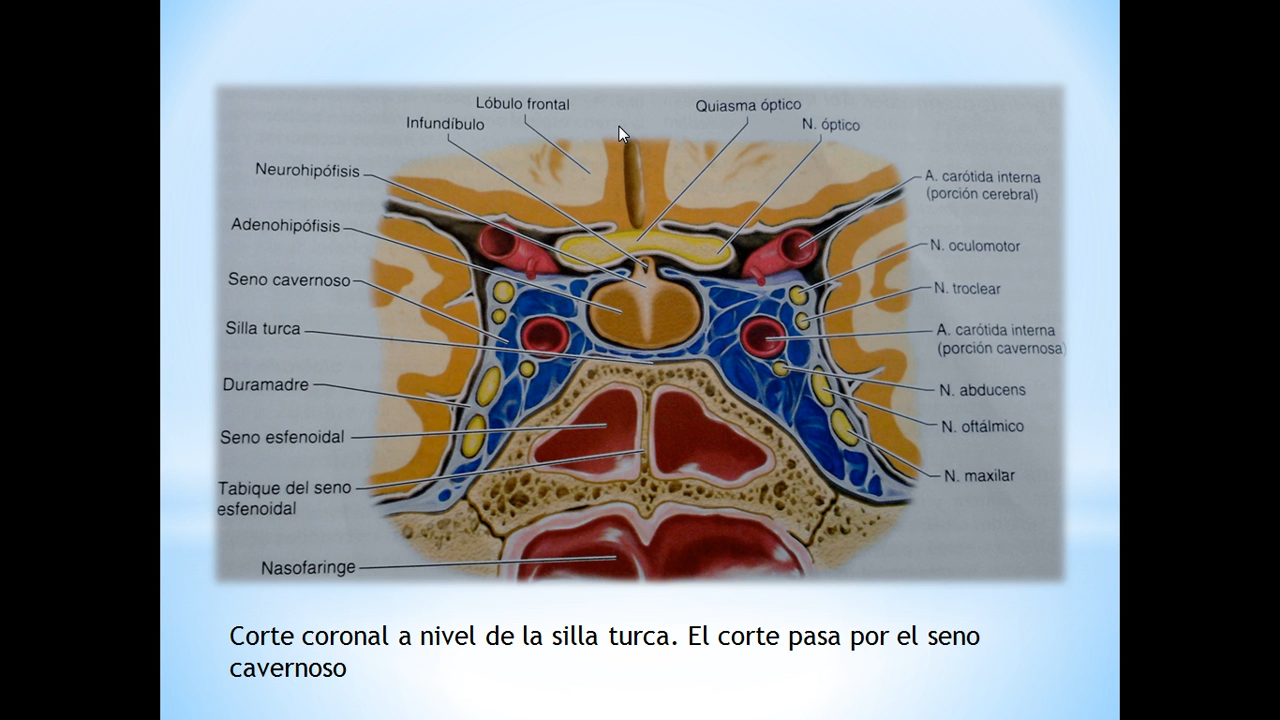 Lóbulo frontal
Quiasma óptico
Infundíbulo
N. óptico
Neurohipófisis
A. carótida interna
(porción cerebral)
Adenohipófisis
N. oculomotor
Seno cavernoso
N. troclear
Silla turca
A. carótida interna
(porción cavernosa)
Duramadre
N. abducens
N. oftálmico
Seno esfenoidal
N. maxilar
Tabique del seno
esfenoidal
Nasofaringe
Corte coronal a nivel de la silla turca. El corte pasa por el seno
cavernoso